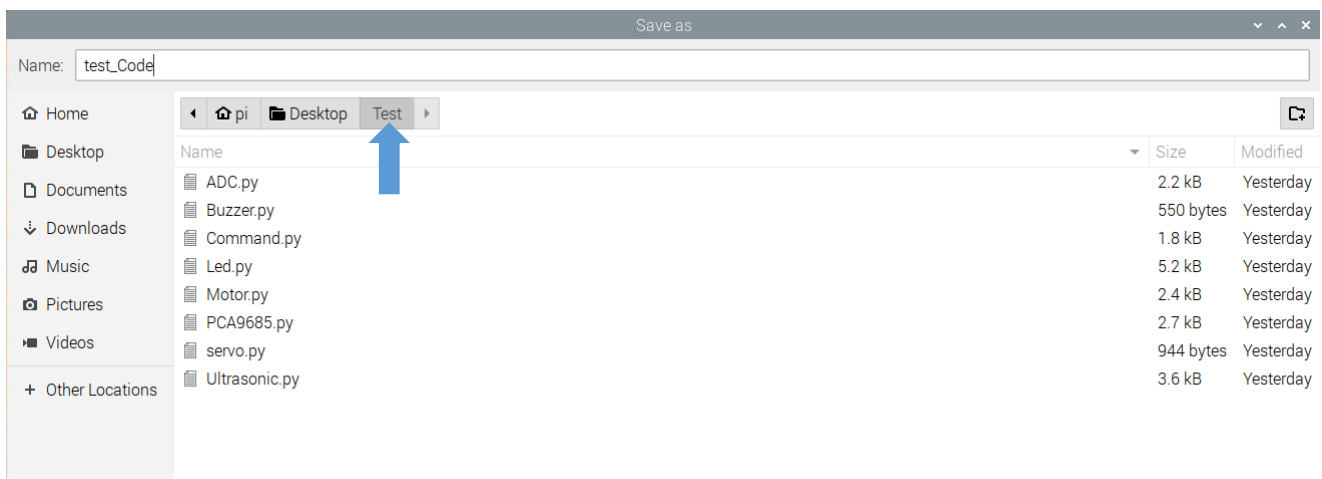 Save as
Name: test_Code
Home
Desktop
Documents
Downloads
Music
Pictures
Videos
+ Other Locations
pi Desktop Test
Name Size Modified
ADC.py 2.2 kB Yesterday
Buzzer.py 550 bytes Yesterday
Command.py 1.8 kB Yesterday
Led.py 5.2 kB Yesterday
Motor.py 2.4 kB Yesterday
PCA9685.py 2.7 kB Yesterday
servo.py 944 bytes Yesterday
Ultrasonic.py 3.6 kB Yesterday